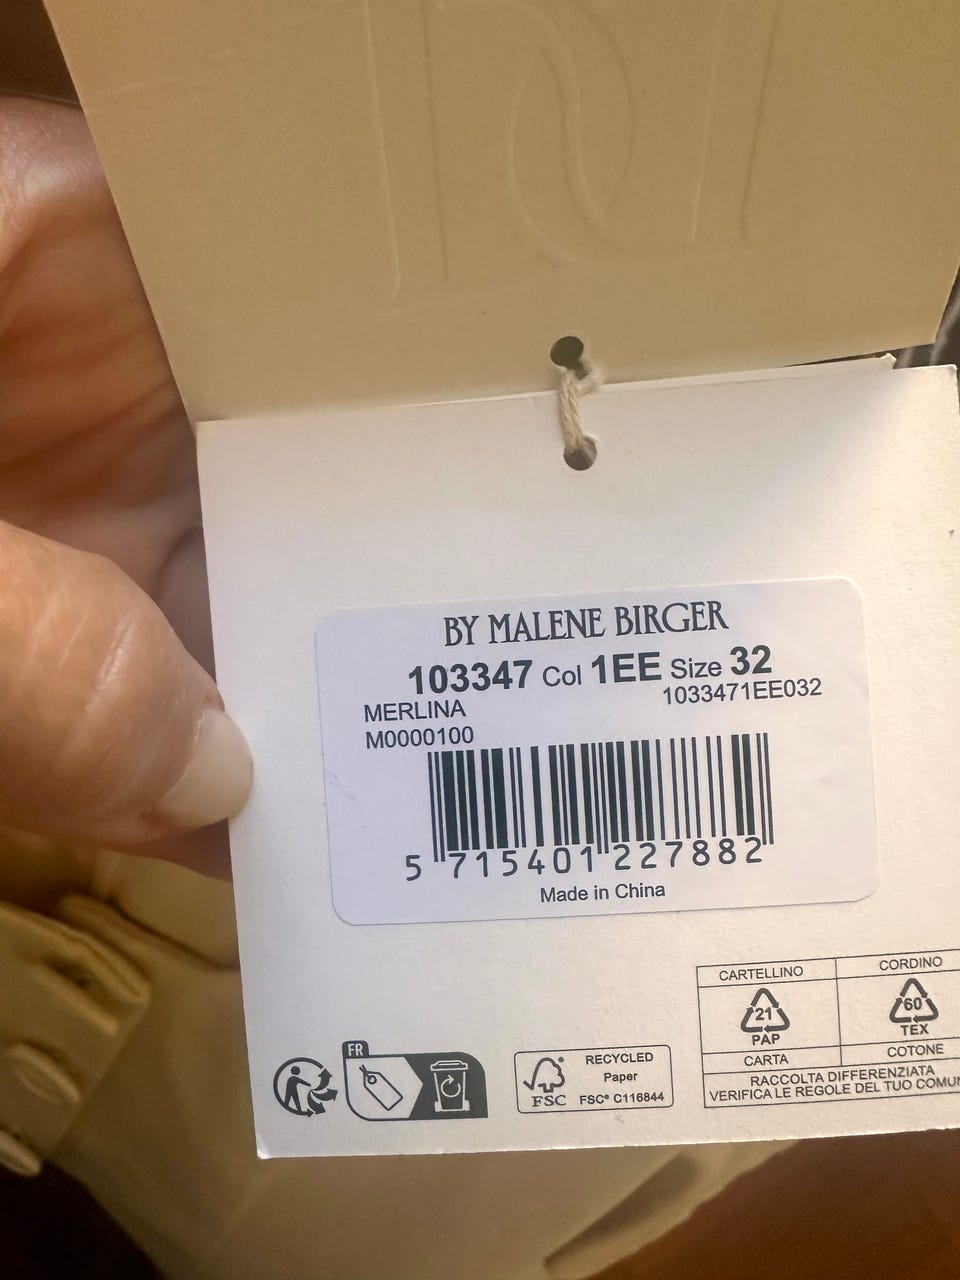 BY MALENE BIRGER
103347 Col 1EE Size 32
1033471EE032
MERLINA
M0000100
5 715401 227882
Made in China
CARTELLINO
21
PAP
CARTA
CORDINO
60
TEX
COTONE
RACCOLTA DIFFERENZIATA
VERIFICA LE REGOLE DEL TUO
FR
FSC
RECYCLED
Paper
FSC® C116844